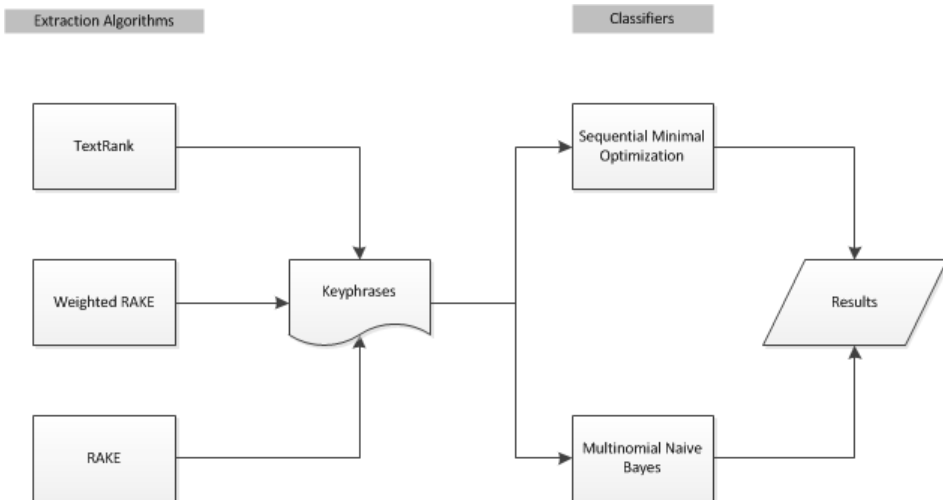 Extraction Algorithms
Classifiers
TextRank
Sequential Minimal
Optimization
Weighted RAKE
Keyphrases
Results
RAKE
Multinomial Naive
Bayes